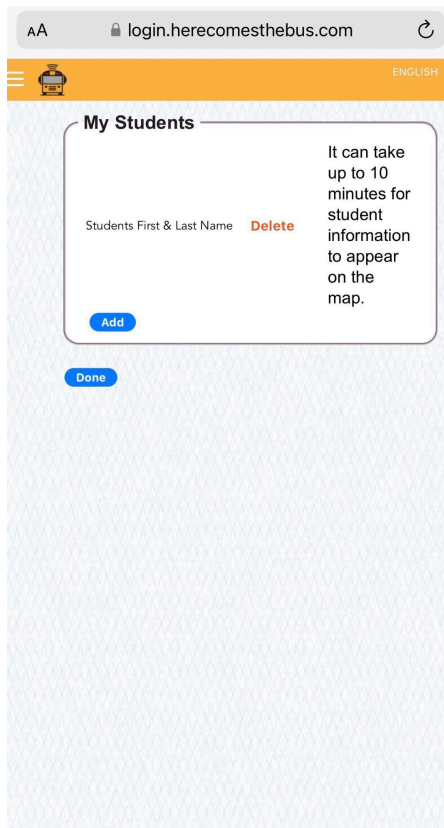 AA
login.herecomesthebus.com
ENGLISH
My Students
Students First & Last Name Delete
It can take
up to 10
minutes for
student
information
to appear
on the
map.
Add
Done